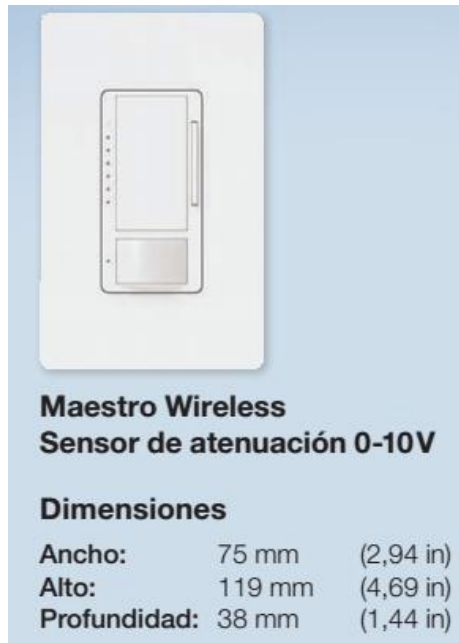 Maestro Wireless
Sensor de atenuación 0-10V
Dimensiones
Ancho: 75 mm (2,94 in)
Alto: 119 mm (4,69 in)
Profundidad: 38 mm (1,44 in)